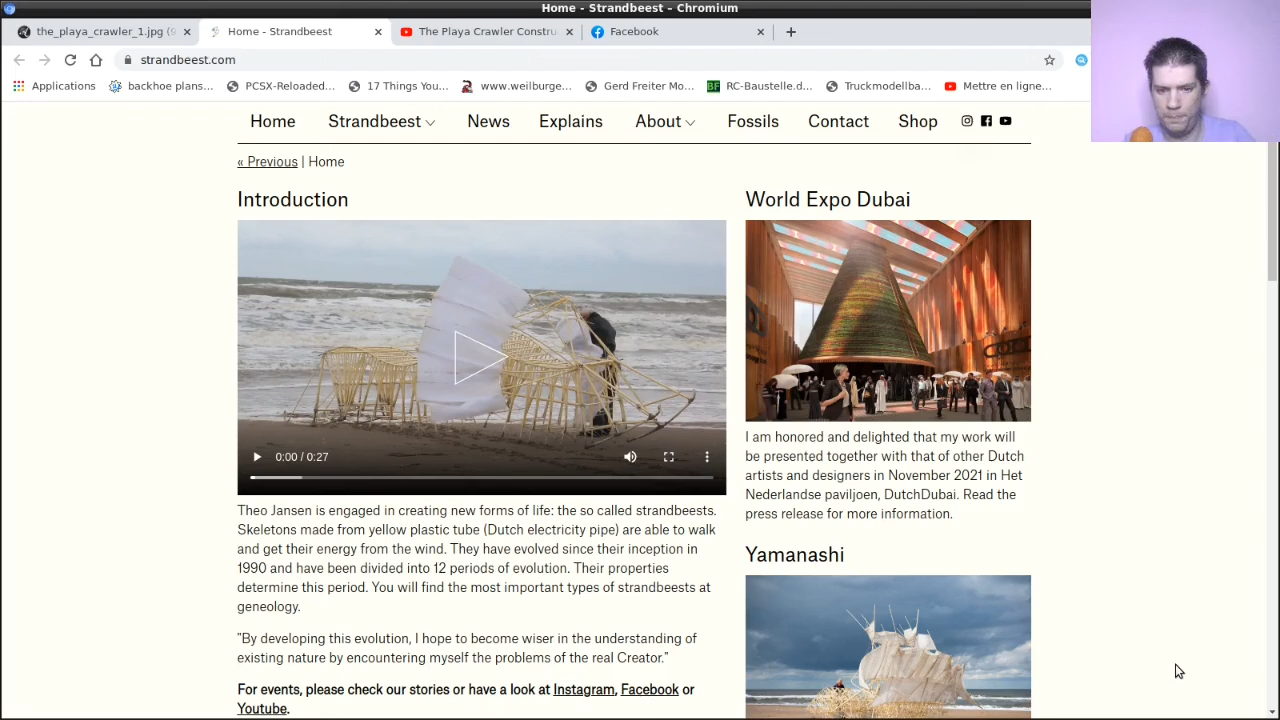 Home - Strandbeest - Chromium
the_playa_crawler_1.jpg (9
Home - Strandbeest
The Playa Crawler Constru
Facebook
strandbeest.com
Applications
backhoe plans...
PCSX-Reloaded...
17 Things You...
www.weilburge...
Gerd Freiter Mo...
RC-Baustelle.d...
Truckmodellba...
Mettre en ligne...
Home
Strandbeest
News
Explains
About
Fossils
Contact
Shop
« Previous | Home
Introduction
0:00 / 0:27
Theo Jansen is engaged in creating new forms of life: the so called strandbeests.
Skeletons made from yellow plastic tube (Dutch electricity pipe) are able to walk
and get their energy from the wind. They have evolved since their inception in
1990 and have been divided into 12 periods of evolution. Their properties
determine this period. You will find the most important types of strandbeests at
geneology.
"By developing this evolution, I hope to become wiser in the understanding of
existing nature by encountering myself the problems of the real Creator."
For events, please check our stories or have a look at Instagram, Facebook or
Youtube.
World Expo Dubai
I am honored and delighted that my work will
be presented together with that of other Dutch
artists and designers in November 2021 in Het
Nederlandse paviljoen, DutchDubai. Read the
press release for more information.
Yamanashi